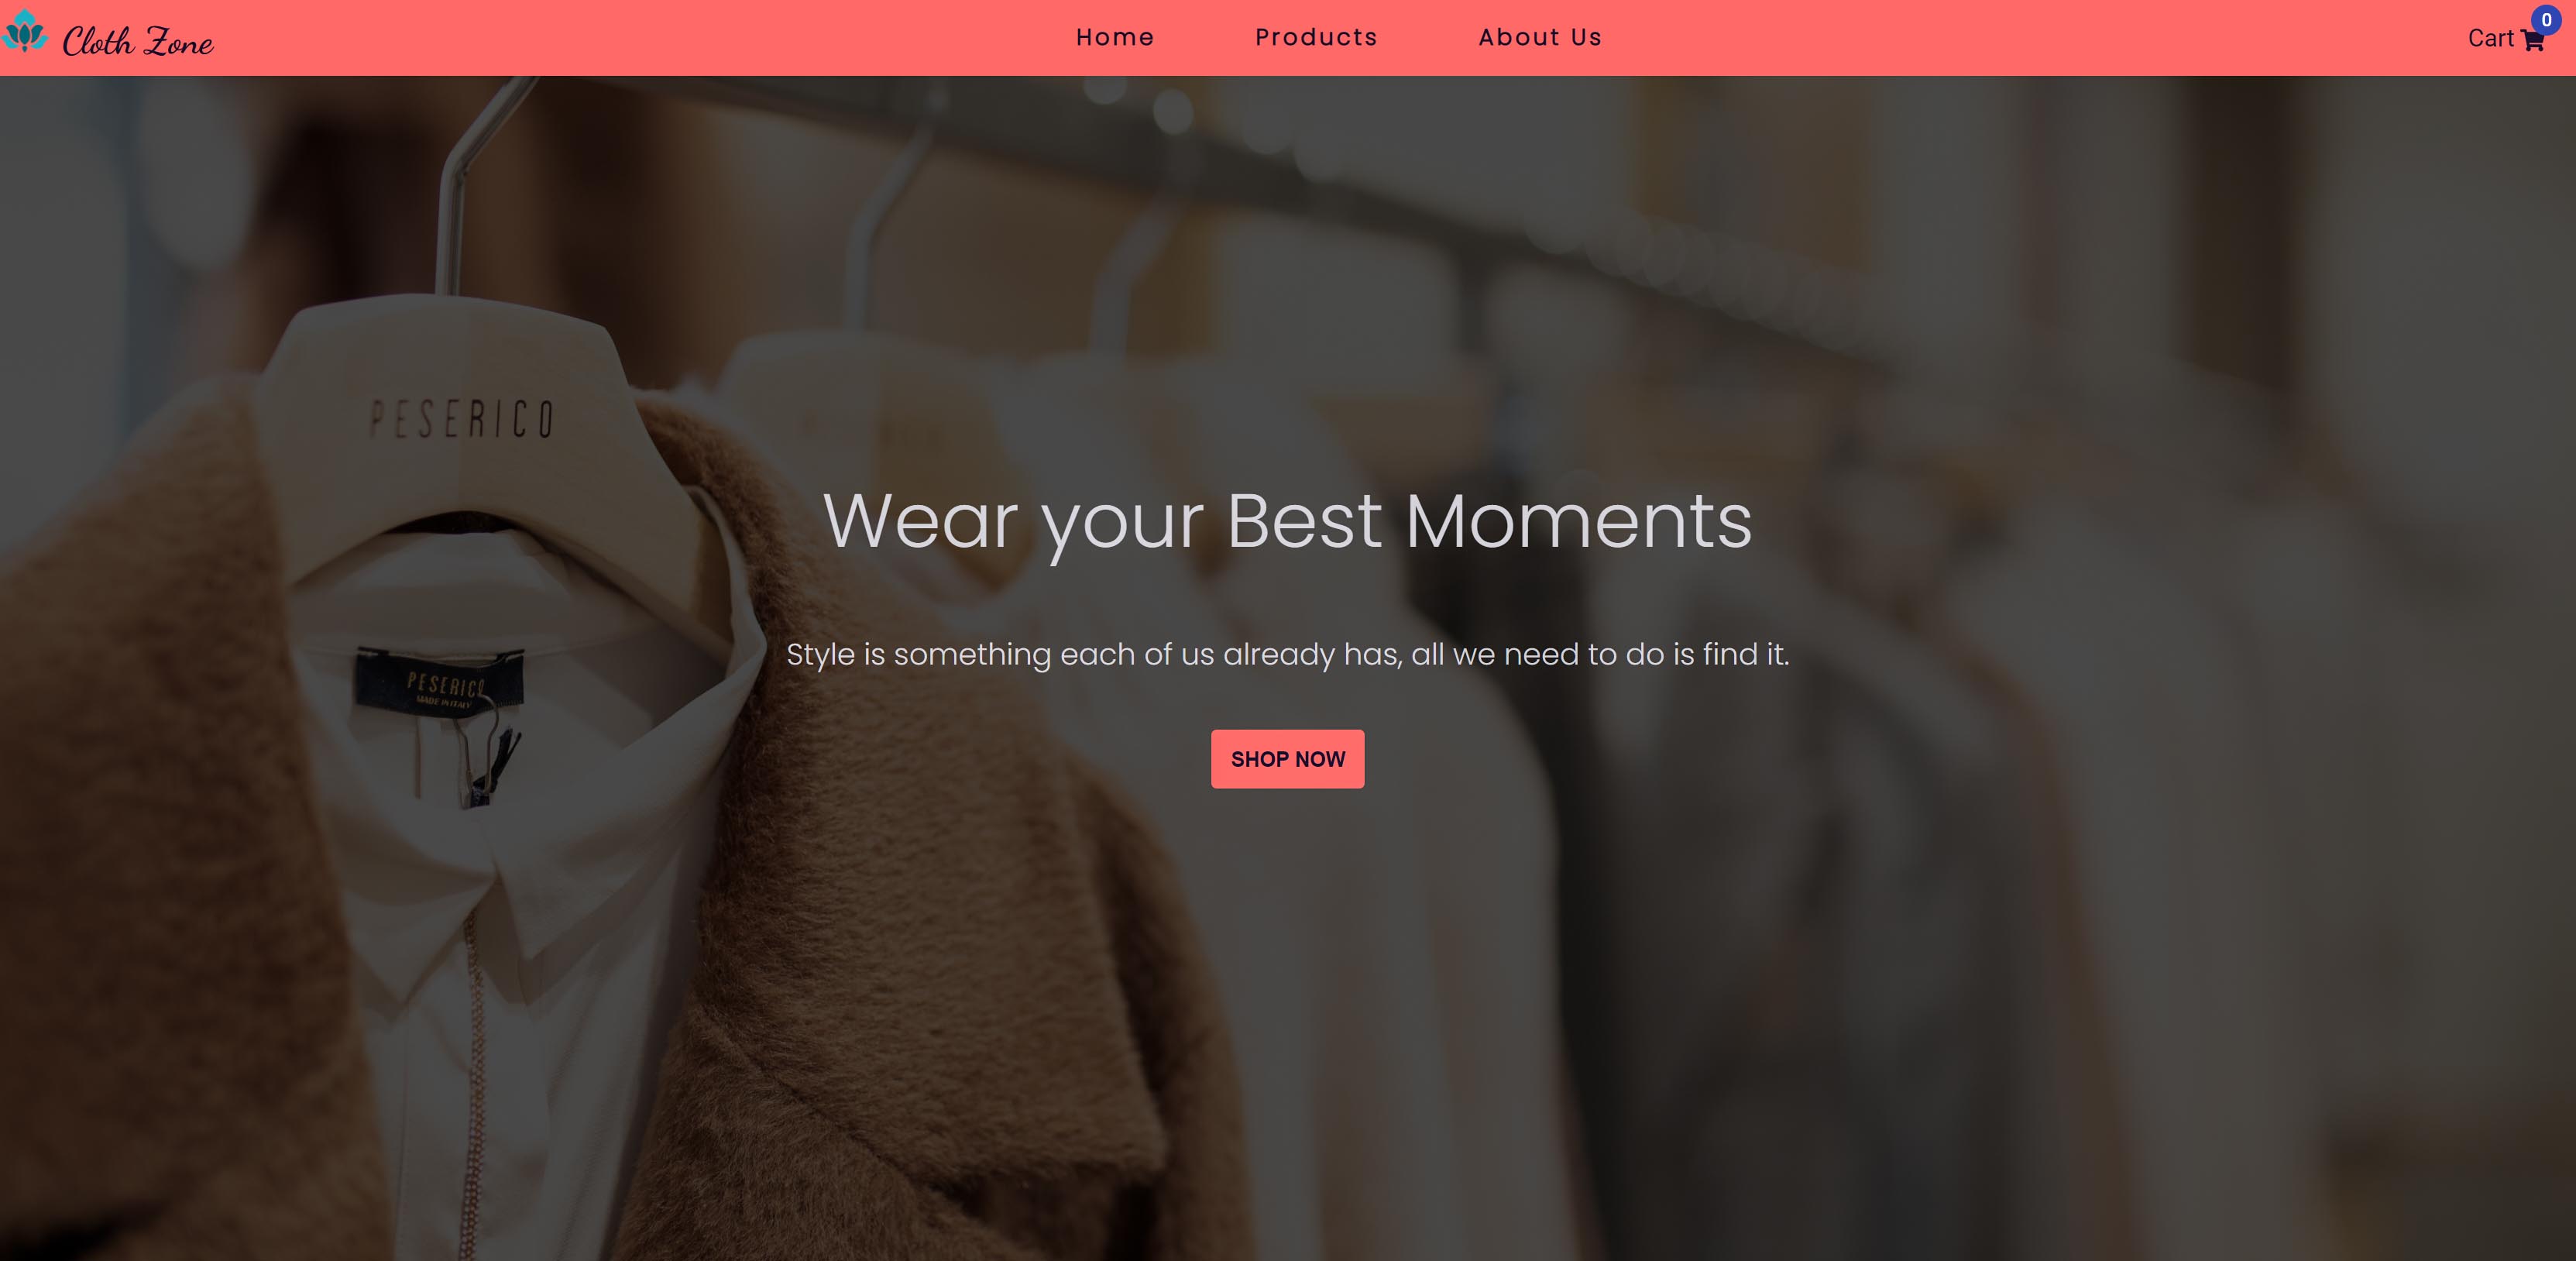 Cloth Zone
Home
Products
About Us
Cart
0
PESERICO
Wear your Best Moments
Style is something each of us already has, all we need to do is find it.
PESERICO
MADE IN ITALY
SHOP NOW